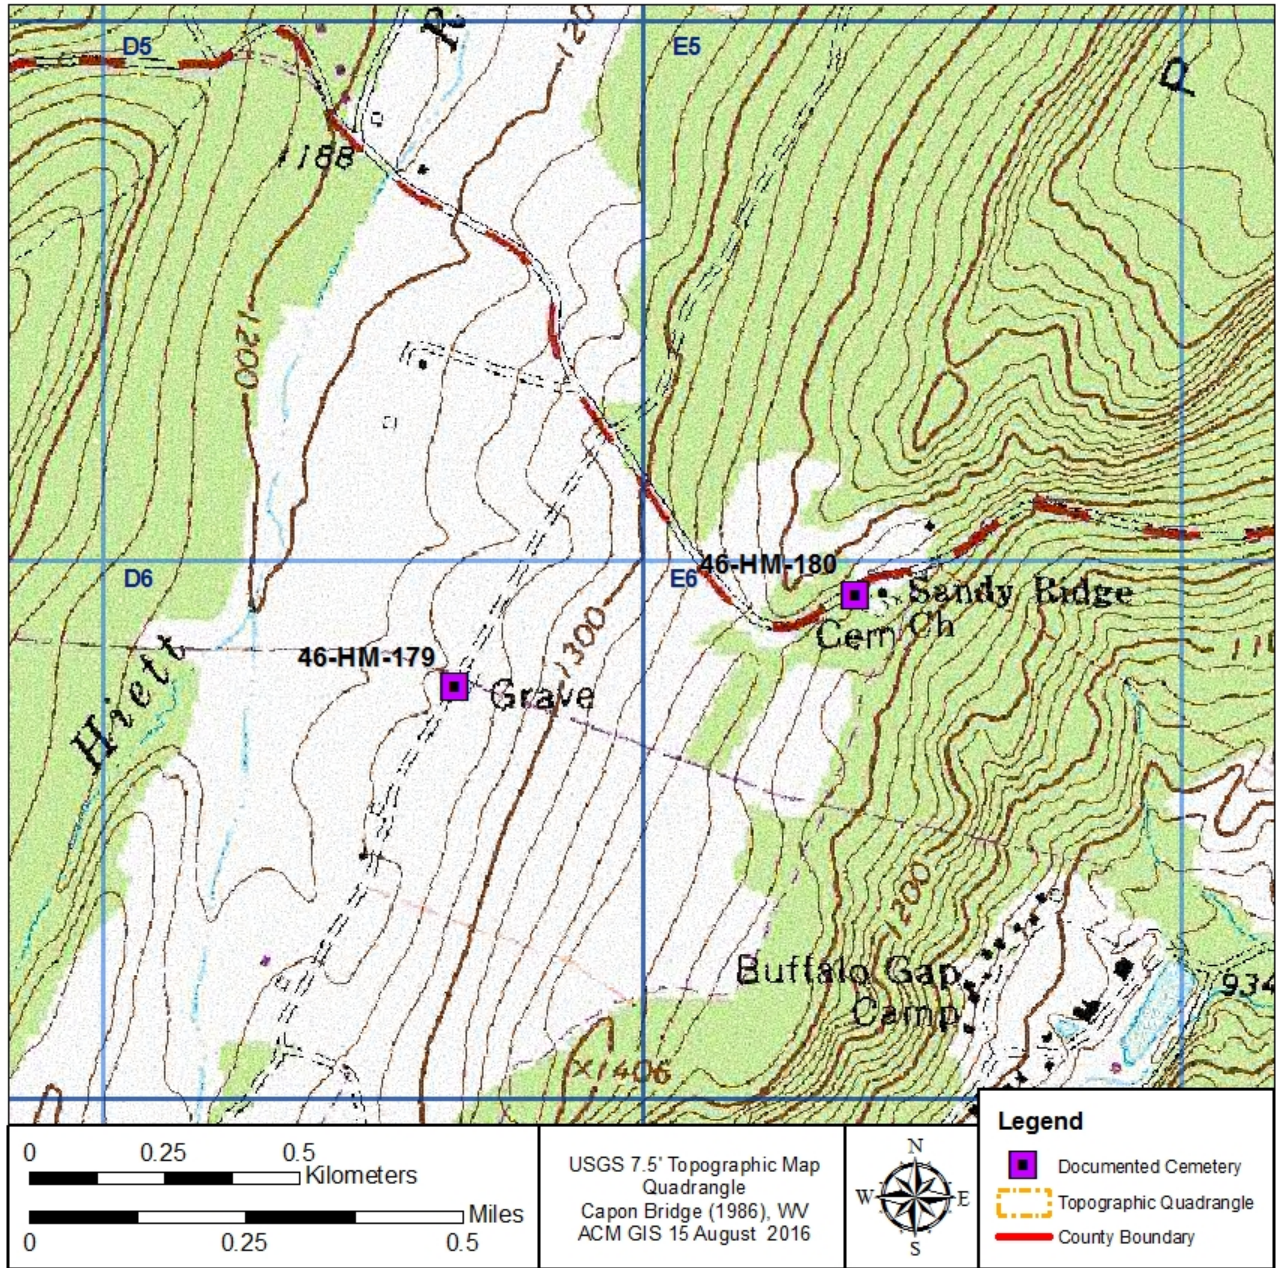 D5
E5
R
120
P
1188
1200
46-HM-180
D6
E6
Sandy Ridge
Cem Ch
1300
46-HM-179
Grave
Hiett
110
1200
Buffalo Gap
Camp
934
X1406
Legend
Documented Cemetery
Topographic Quadrangle
County Boundary
0 0.25 0.5
Kilometers
Miles
0 0.25 0.5
USGS 7.5' Topographic Map
Quadrangle
Capon Bridge (1986), WV
ACM GIS 15 August 2016
N
W E
S